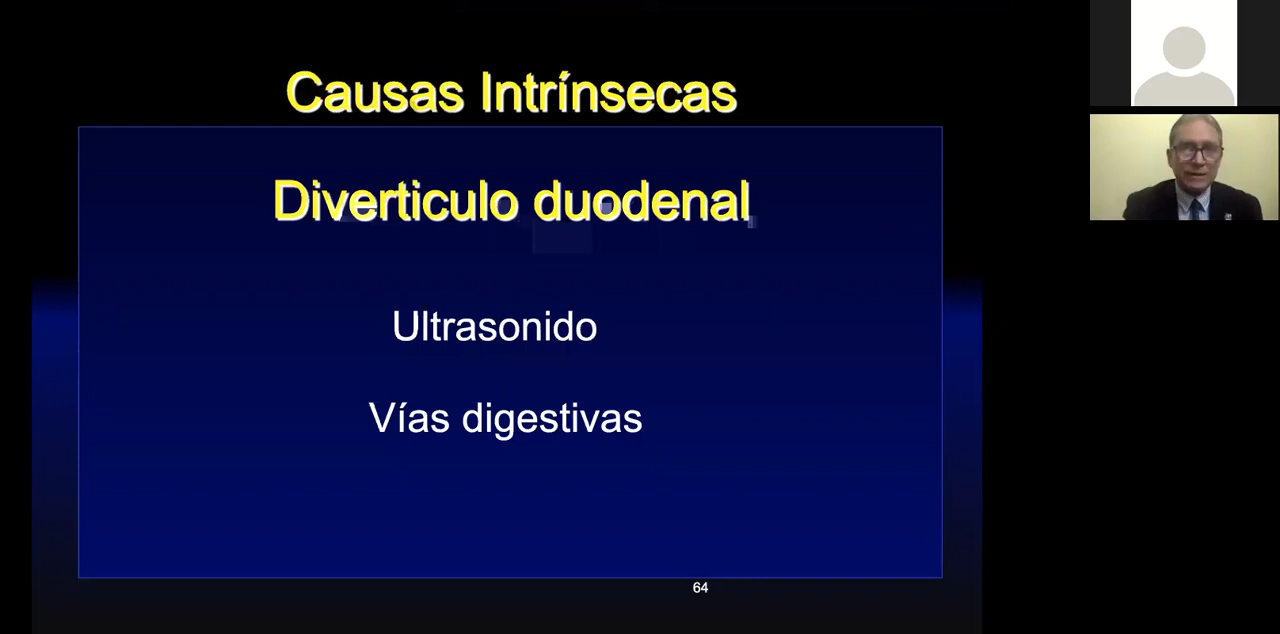 Causas Intrínsecas
Diverticulo duodenal
Ultrasonido
Vías digestivas
64